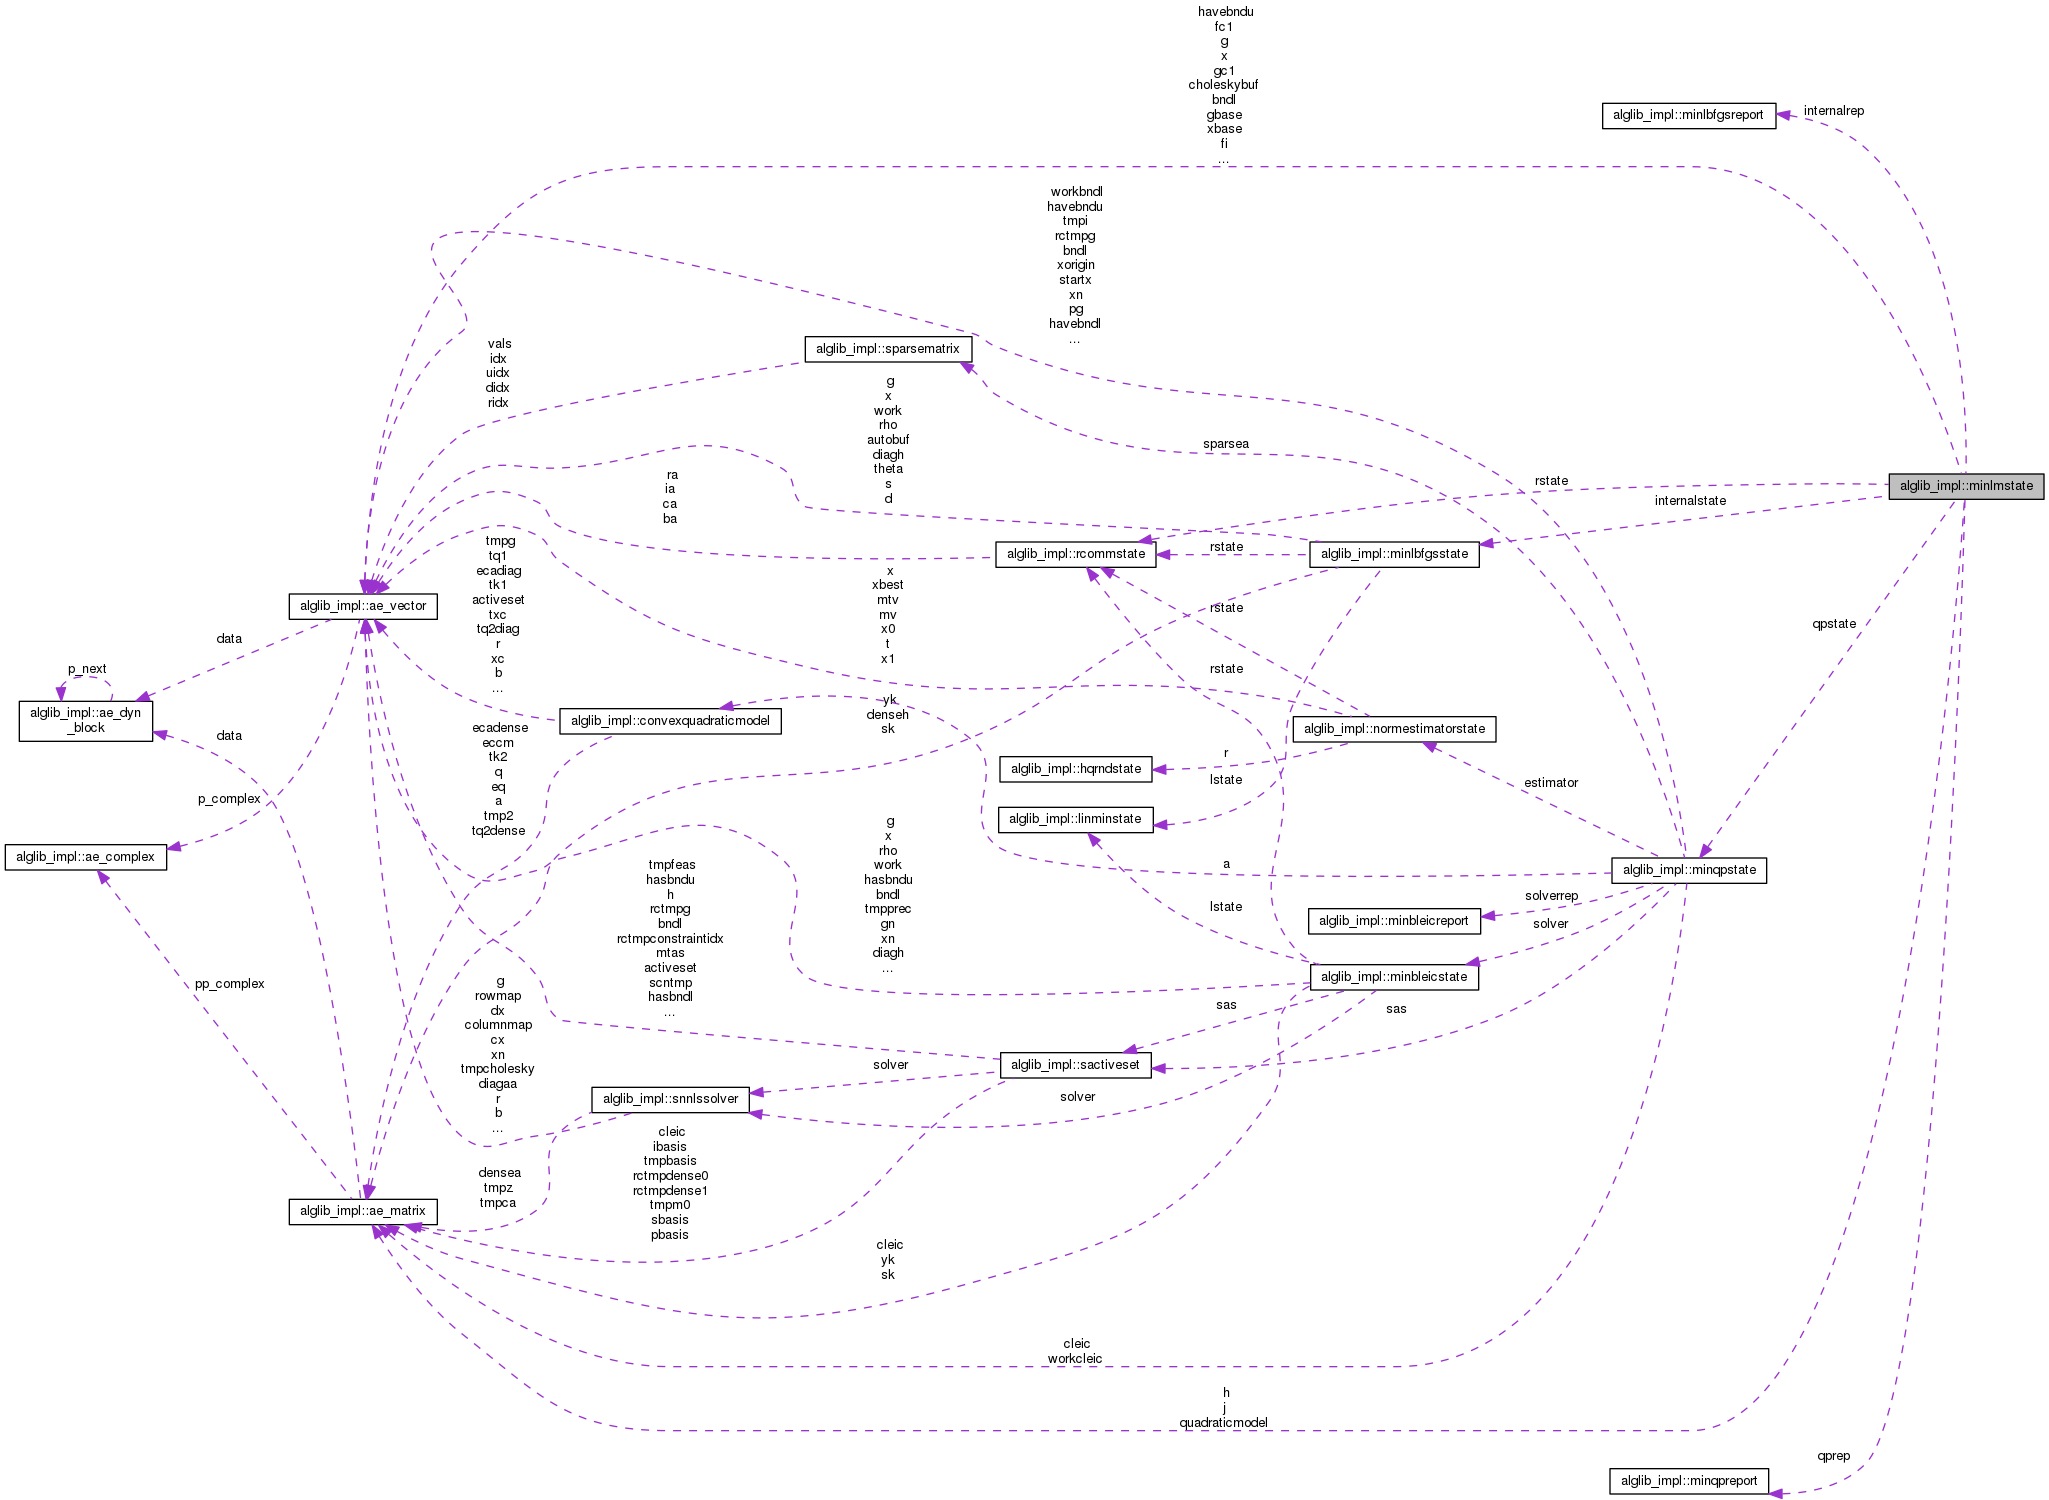 havebndu
fc1
g
x
gc1
choleskybuf
bndl
gbase
xbase
fi
...
alglib_impl::minlbfgsreport
internalrep
workbndl
havebndu
tmpi
rctmpg
bndl
xorigin
startx
xn
pg
havebndl
...
alglib_impl::sparsematrix
vals
idx
uidx
didx
ridx
g
x
work
rho
autobuf
diagh
theta
s
d
sparsea
rstate
internalstate
alglib_impl::minlmstate
ra
ia
ca
ba
alglib_impl::rcommstate
rstate
alglib_impl::minlbfgsstate
tmpg
tq1
ecadiag
tk1
activeset
txc
tq2diag
r
xc
b
...
x
xbest
mtv
mv
x0
t
x1
alglib_impl::ae_vector
rstate
qpstate
data
p_next
rstate
alglib_impl::ae_dyn
_block
alglib_impl::convexquadraticmodel
yk
denseh
sk
alglib_impl::normestimatorstate
data
ecadense
eccm
tk2
q
eq
a
tmp2
tq2dense
r
alglib_impl::hqrndstate
lstate
estimator
p_complex
alglib_impl::linminstate
alglib_impl::ae_complex
g
x
rho
work
hasbndu
bndl
tmpprec
gn
xn
diagh
...
a
alglib_impl::minqpstate
tmpfeas
hasbndu
h
rctmpg
bndl
rctmpconstraintidx
mtas
activeset
scntmp
hasbndl
...
lstate
solverrep
alglib_impl::minbleicreport
solver
alglib_impl::minbleicstate
pp_complex
g
rowmap
dx
columnmap
cx
xn
tmpcholesky
diagaa
r
b
...
sas
sas
alglib_impl::sactiveset
solver
alglib_impl::snnlssolver
solver
cleic
ibasis
tmpbasis
rctmpdense0
rctmpdense1
tmpm0
sbasis
pbasis
densea
tmpz
tmpca
alglib_impl::ae_matrix
cleic
yk
sk
cleic
workcleic
h
j
quadraticmodel
qprep
alglib_impl::minqpreport